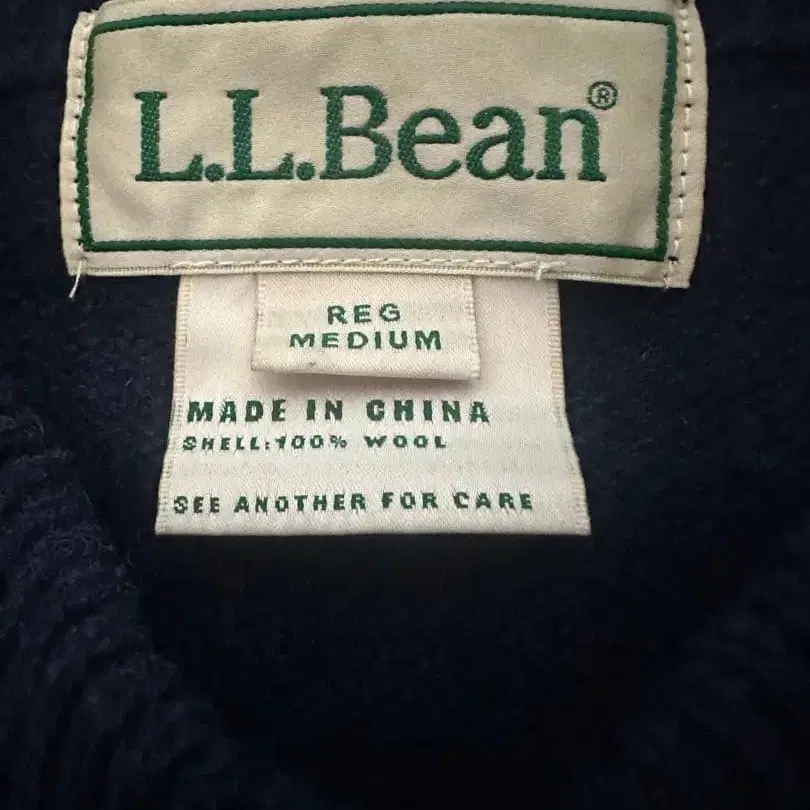 L.L.Bean®
REG
MEDIUM
MADE IN CHINA
SHELL:100% WOOL
SEE ANOTHER FOR CARE